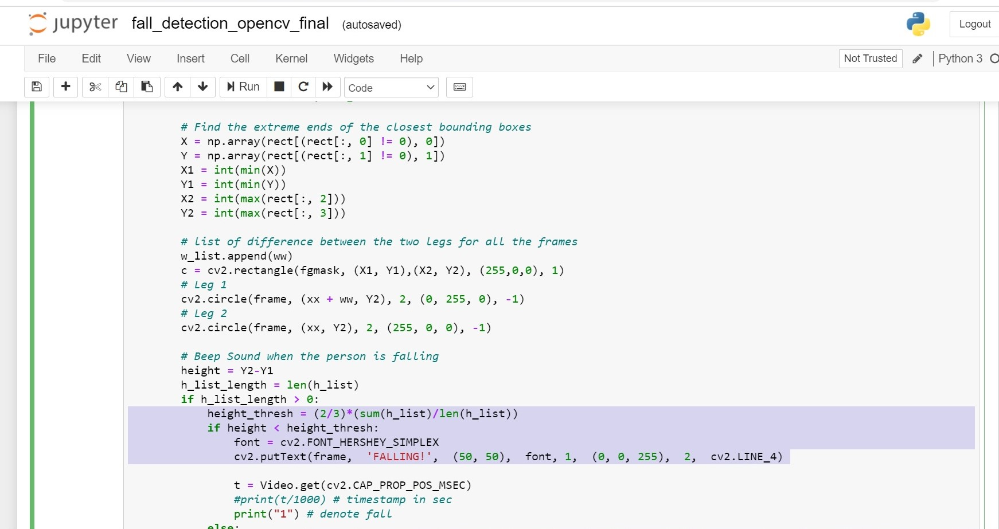 jupyter fall_detection_opencv_final (autosaved) Logout
File Edit View Insert Cell Kernel Widgets Help Not Trusted Python 3
Run Code
# Find the extreme ends of the closest bounding boxes
X = np.array(rect[(rect[:, 0] != 0), 0])
Y = np.array(rect[(rect[:, 1] != 0), 1])
X1 = int(min(X))
Y1 = int(min(Y))
X2 = int(max(rect[:, 2]))
Y2 = int(max(rect[:, 3]))
# list of difference between the two legs for all the frames
w_list.append(ww)
c = cv2.rectangle(fgmask, (X1, Y1),(X2, Y2), (255,0,0), 1)
# Leg 1
cv2.circle(frame, (xx + ww, Y2), 2, (0, 255, 0), -1)
# Leg 2
cv2.circle(frame, (xx, Y2), 2, (255, 0, 0), -1)
# Beep Sound when the person is falling
height = Y2-Y1
h_list_length = len(h_list)
if h_list_length > 0:
height_thresh = (2/3)*(sum(h_list)/len(h_list))
if height < height_thresh:
font = cv2.FONT_HERSHEY_SIMPLEX
cv2.putText(frame, 'FALLING!', (50, 50), font, 1, (0, 0, 255), 2, cv2.LINE_4)
t = Video.get(cv2.CAP_PROP_POS_MSEC)
#print(t/1000) # timestamp in sec
print("1") # denote fall
else: